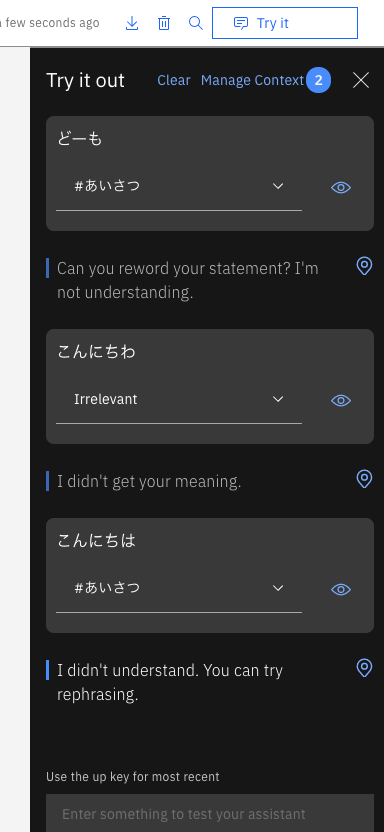 a few seconds ago
Try it
Try it out
Clear
Manage Context
2
どーも
#あいさつ
Can you reword your statement? I'm
not understanding.
こんにちわ
Irrelevant
I didn't get your meaning.
こんにちは
#あいさつ
I didn't understand. You can try
rephrasing.
Use the up key for most recent
Enter something to test your assistant